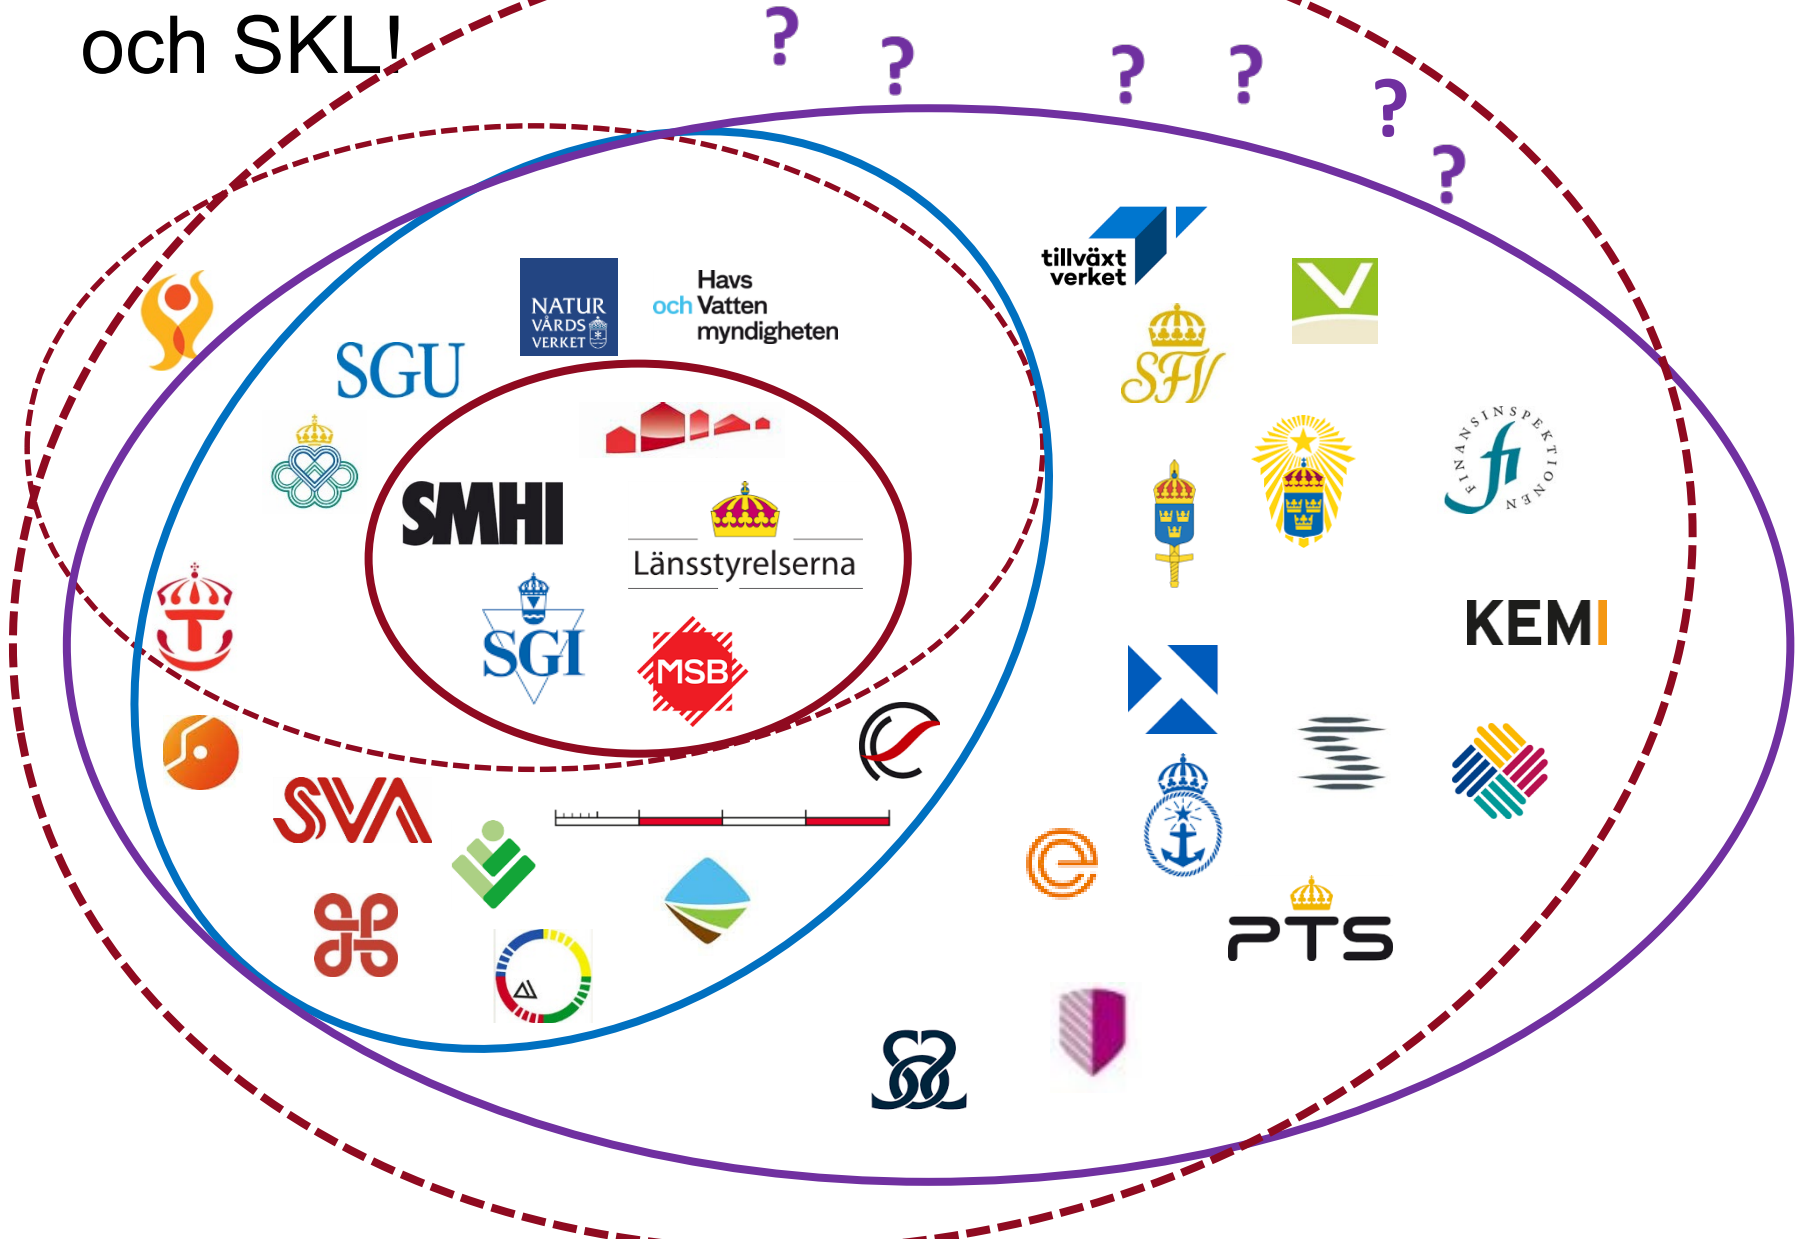 och SKL!
? ? ? ? ? ?
tillväxt
verket
NATUR
VÅRDS
VERKET
Havs
och Vatten
myndigheten
SGU
SFV
FINANSINSPEKTIONEN
fi
SMHI
Länsstyrelserna
SGI
MSB
T
KEMI
SVA
e
PTS